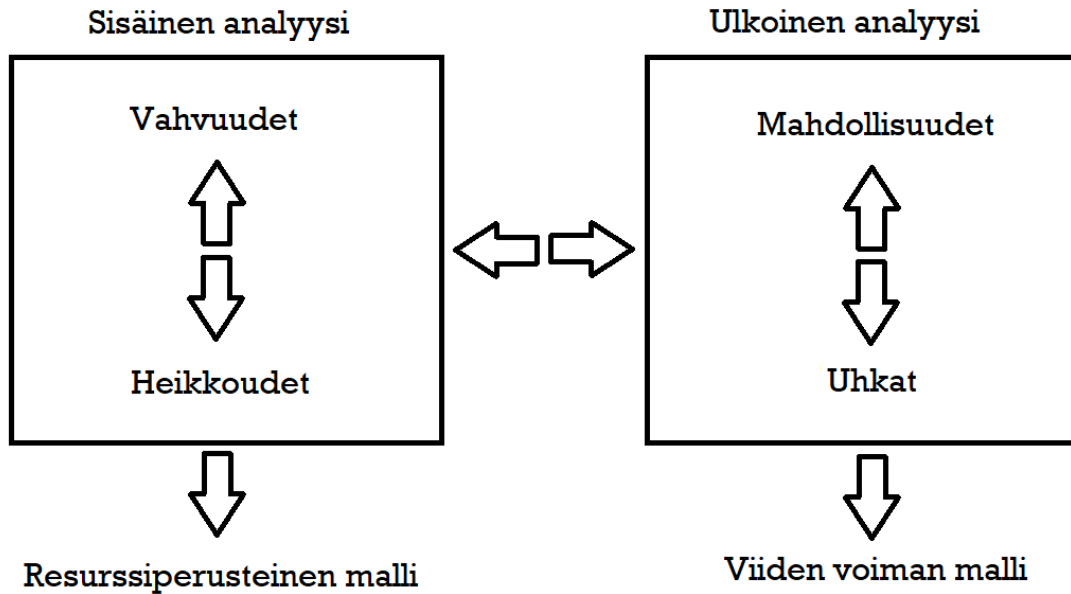 Sisäinen analyysi
Ulkoinen analyysi
Vahvuudet
Mahdollisuudet
Heikkoudet
Uhkat
Resurssiperusteinen malli
Viiden voiman malli